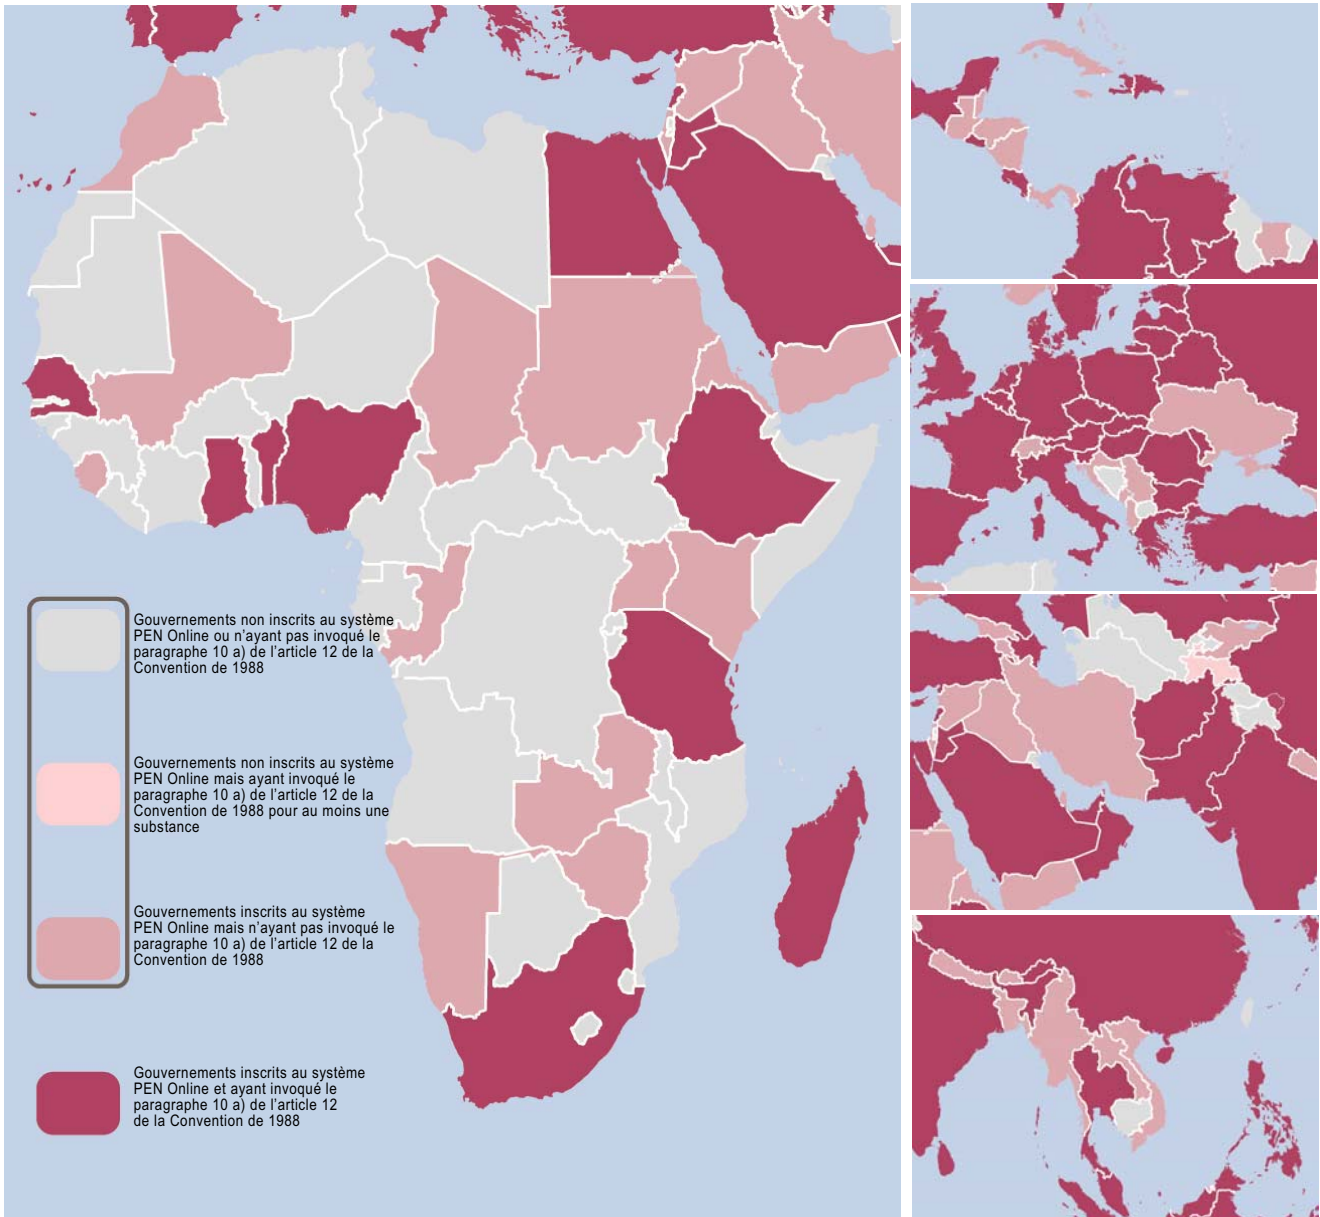 Gouvernements non inscrits au système
PEN Online ou n'ayant pas invoqué le
paragraphe 10 a) de l'article 12 de la
Convention de 1988
Gouvernements non inscrits au système
PEN Online mais ayant invoqué le
paragraphe 10 a) de l'article 12 de la
Convention de 1988 pour au moins une
substance
Gouvernements inscrits au système
PEN Online mais n'ayant pas invoqué le
paragraphe 10 a) de l'article 12 de la
Convention de 1988
Gouvernements inscrits au système
PEN Online et ayant invoqué le
paragraphe 10 a) de l'article 12
de la Convention de 1988